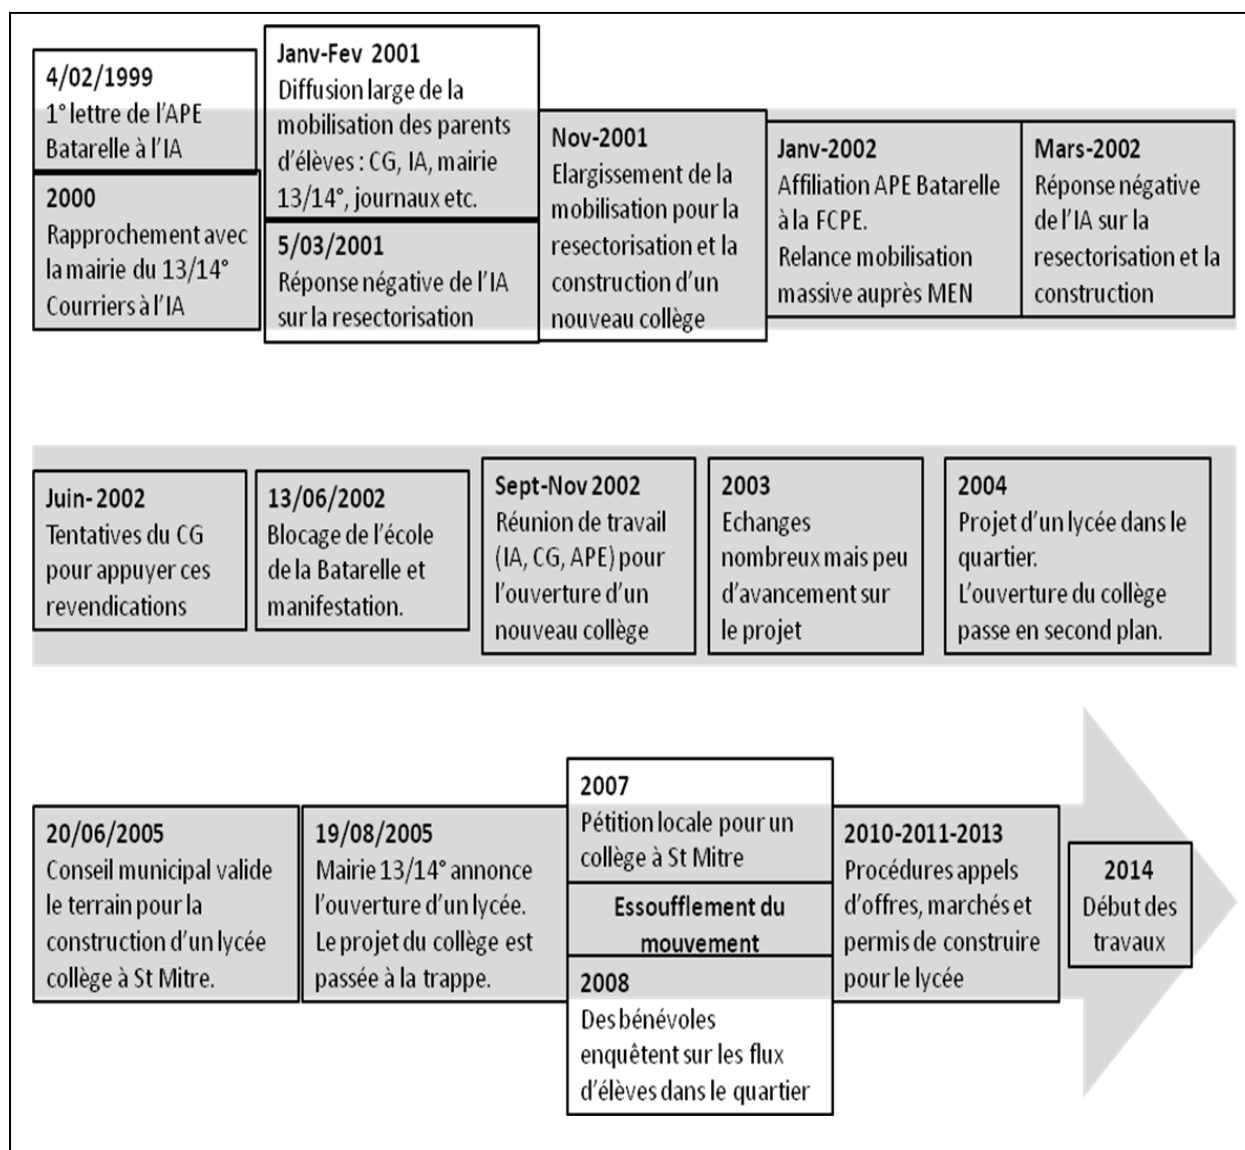 4/02/1999
1° lettre de l'APE
Batarelle à l'IA
2000
Rapprochement avec
la mairie du 13/14°
Courriers à l'IA
Janv-Fev 2001
Diffusion large de la
mobilisation des parents
d'élèves : CG, IA, mairie
13/14°, journaux etc.
5/03/2001
Réponse négative de l'IA
sur la resectorisation
Nov-2001
Elargissement de la
mobilisation pour la
resectorisation et la
construction d'un
nouveau collège
Janv-2002
Affiliation APE Batarelle
à la FCPE.
Relance mobilisation
massive auprès MEN
Mars-2002
Réponse négative
de l'IA sur la
resectorisation et la
construction
Juin- 2002
Tentatives du CG
pour appuyer ces
revendications
13/06/2002
Blocage de l'école
de la Batarelle et
manifestation.
Sept-Nov 2002
Réunion de travail
(IA, CG, APE) pour
l'ouverture d'un
nouveau collège
2003
Echanges
nombreux mais peu
d'avancement sur
le projet
2004
Projet d'un lycée dans le
quartier.
L'ouverture du collège
passe en second plan.
20/06/2005
Conseil municipal valide
le terrain pour la
construction d'un lycée
collège à St Mitre.
19/08/2005
Mairie 13/14° annonce
l'ouverture d'un lycée.
Le projet du collège est
passée à la trappe.
2007
Pétition locale pour un
collège à St Mitre
Essoufflement du
mouvement
2008
Des bénévoles
enquêtent sur les flux
d'élèves dans le quartier
2010-2011-2013
Procédures appels
d'offres, marchés et
permis de construire
pour le lycée
2014
Début des
travaux